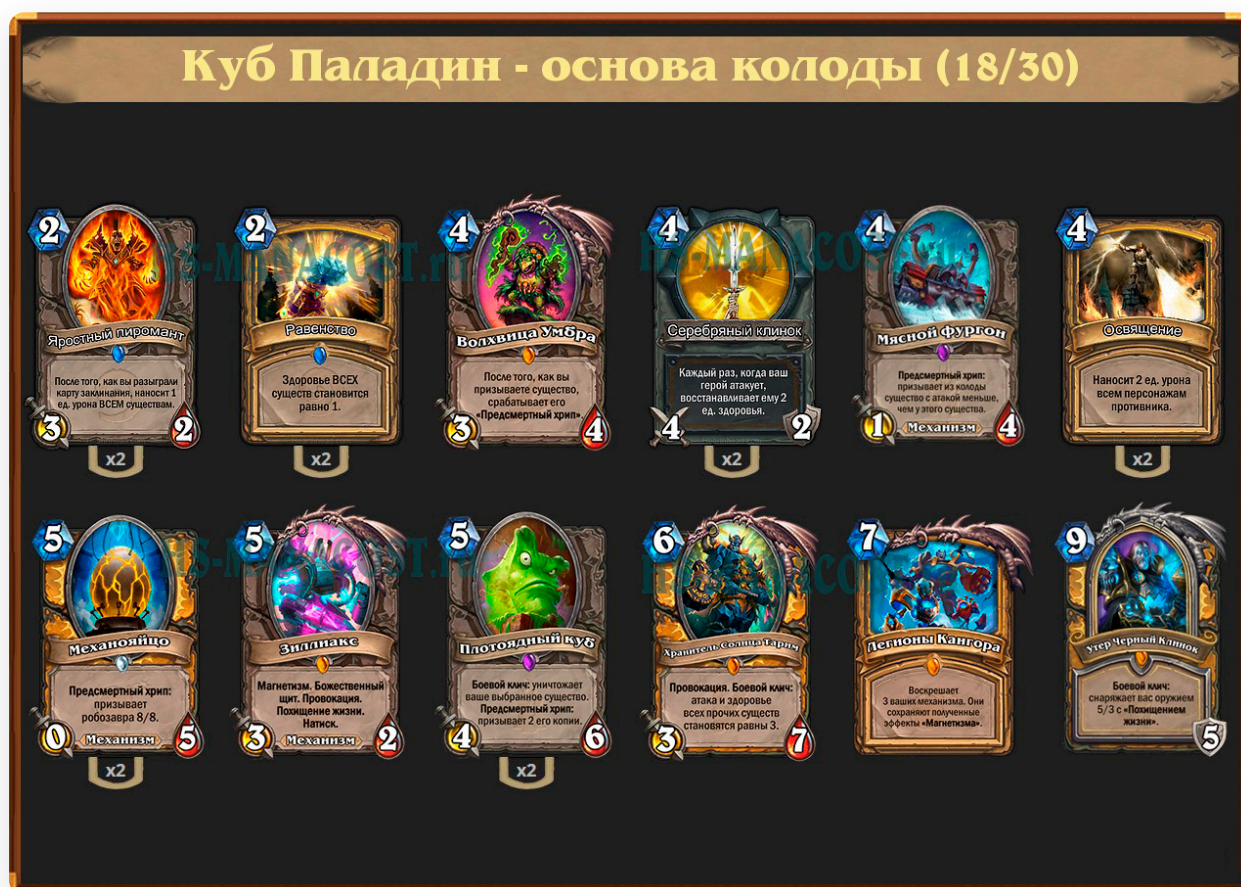 Куб Паладин - основа колоды (18/30)
2
Яростный пиромант
После того, как вы разыграли
карту заклинания, наносит 1
ед. урона ВСЕМ существам.
3
2
x2
2
Равенство
Здоровье ВСЕХ
существ становится
равно 1.
x2
4
Волхвица Умбра
После того, как вы
призываете существо,
срабатывает его
«Предсмертный хрип».
3
4
4
Серебряный клинок
Каждый раз, когда ваш
герой атакует,
восстанавливает ему 2
ед. здоровья.
4
2
x2
4
Мясной фургон
Предсмертный хрип:
призывает из колоды
существо с атакой меньше,
чем у этого существа.
1
Механизм
4
4
Освящение
Наносит 2 ед. урона
всем персонажам
противника.
x2
HS-MANACOST.ru
HS-MANACOST
5
Механояйцо
Предсмертный хрип:
призывает
робозавра 8/8.
0
Механизм
5
x2
5
Зиллиакс
Магнетизм. Божественный
щит. Провокация.
Похищение жизни.
Натиск.
3
Механизм
2
5
Плотоядный куб
Боевой клич: уничтожает
ваше выбранное существо.
Предсмертный хрип:
призывает 2 его копии.
4
6
x2
6
Хранитель Солнца Тарим
Провокация. Боевой клич:
атака и здоровье
всех прочих существ
становятся равны 3.
3
7
7
Легионы Кангора
Воскрешает
3 ваших механизма. Они
сохраняют полученные
эффекты «Магнетизма».
9
Утер Черный Клинок
Боевой клич:
снаряжает вас оружием
5/3 с «Похищением
жизни».
5